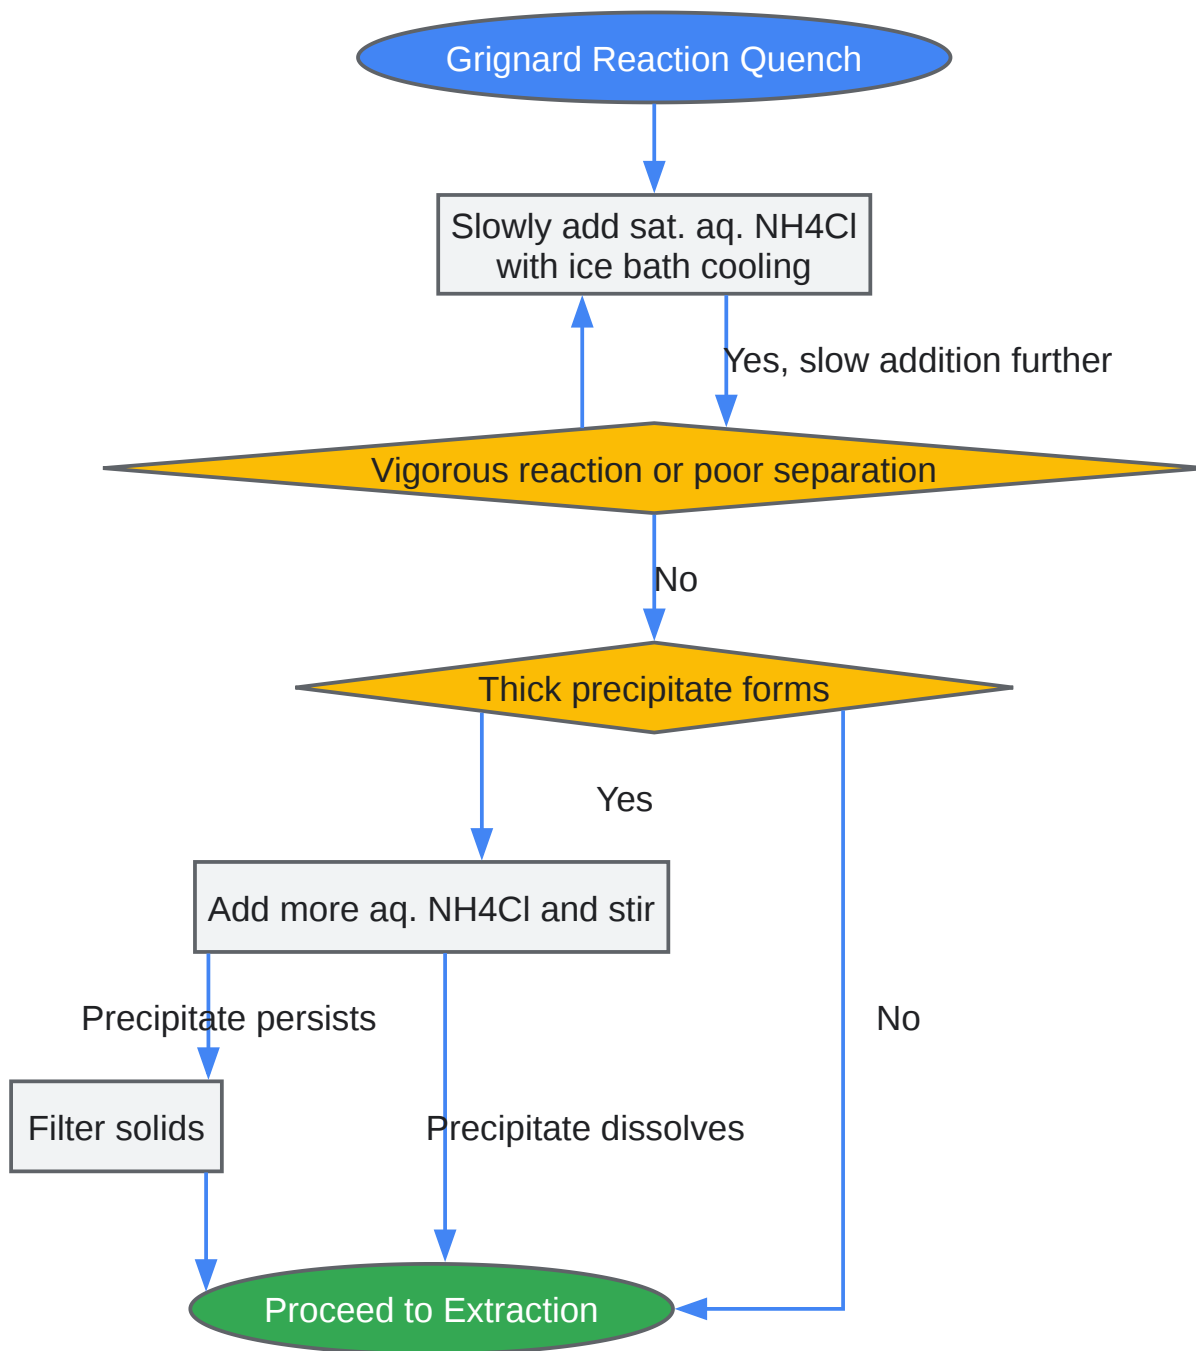 Grignard Reaction Quench
Slowly add sat. aq. NH4Cl
with ice bath cooling
Yes, slow addition further
Vigorous reaction or poor separation
No
Thick precipitate forms
Yes
Add more aq. NH4Cl and stir
Precipitate persists
No
Filter solids
Precipitate dissolves
Proceed to Extraction